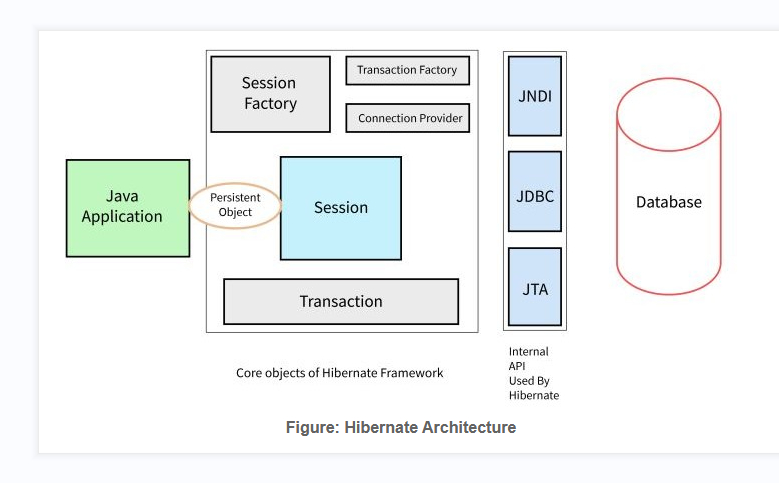 Session
Factory
Transaction Factory
Connection Provider
JNDI
Java
Application
Persistent
Object
Session
JDBC
Database
Transaction
JTA
Core objects of Hibernate Framework
Internal
API
Used By
Hibernate
Figure: Hibernate Architecture